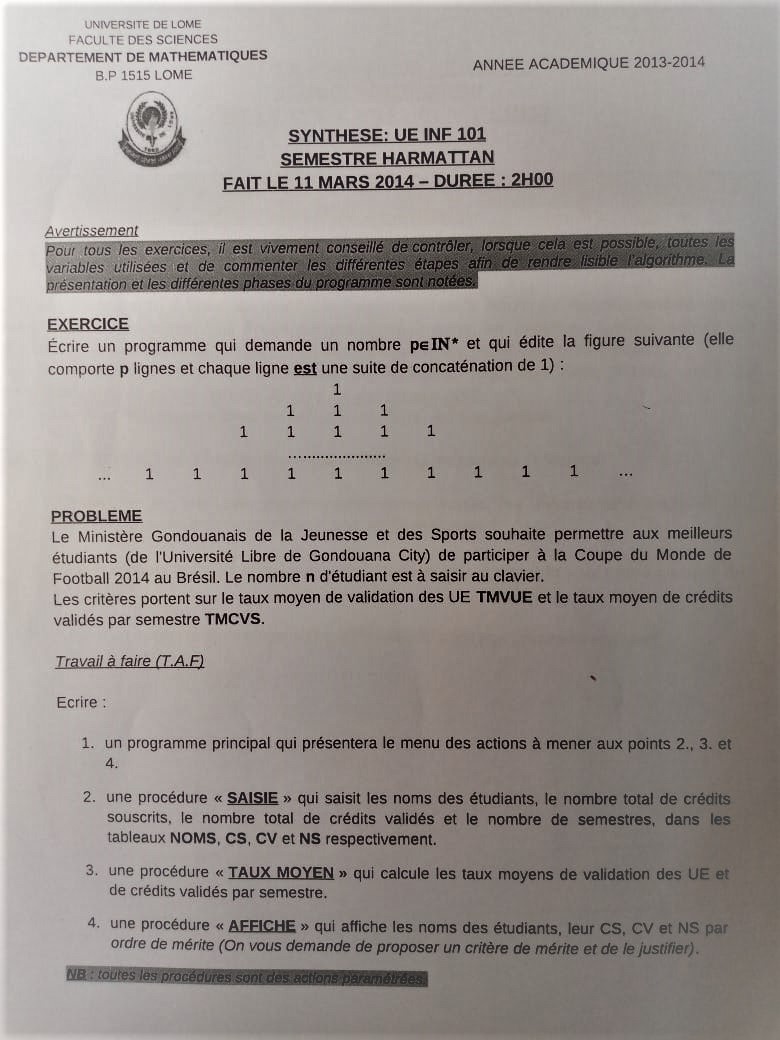 UNIVERSITE DE LOME
FACULTE DES SCIENCES
DEPARTEMENT DE MATHEMATIQUES
B.P 1515 LOME
ANNEE ACADEMIQUE 2013-2014
SYNTHESE: UE INF 101
SEMESTRE HARMATTAN
FAIT LE 11 MARS 2014 – DUREE : 2H00
Avertissement
Pour tous les exercices, il est vivement conseillé de contrôler, lorsque cela est possible, toutes les
variables utilisées et de commenter les différentes étapes afin de rendre lisible l'algorithme. La
présentation et les différentes phases du programme sont notées.
EXERCICE
Écrire un programme qui demande un nombre p∈IN* et qui édite la figure suivante (elle
comporte p lignes et chaque ligne est une suite de concaténation de 1) :
1
1 1 1
1 1 1 1 1
......................
... 1 1 1 1 1 1 1 1 1 1 ...
PROBLEME
Le Ministère Gondouanais de la Jeunesse et des Sports souhaite permettre aux meilleurs
étudiants (de l'Université Libre de Gondouana City) de participer à la Coupe du Monde de
Football 2014 au Brésil. Le nombre n d'étudiant est à saisir au clavier.
Les critères portent sur le taux moyen de validation des UE TMVUE et le taux moyen de crédits
validés par semestre TMCVS.
Travail à faire (T.A.F)
Ecrire :
1. un programme principal qui présentera le menu des actions à mener aux points 2., 3. et
4.
2. une procédure « SAISIE » qui saisit les noms des étudiants, le nombre total de crédits
souscrits, le nombre total de crédits validés et le nombre de semestres, dans les
tableaux NOMS, CS, CV et NS respectivement.
3. une procédure « TAUX MOYEN » qui calcule les taux moyens de validation des UE et
de crédits validés par semestre.
4. une procédure « AFFICHE » qui affiche les noms des étudiants, leur CS, CV et NS par
ordre de mérite (On vous demande de proposer un critère de mérite et de le justifier).
NB : toutes les procédures sont des actions paramétrées.